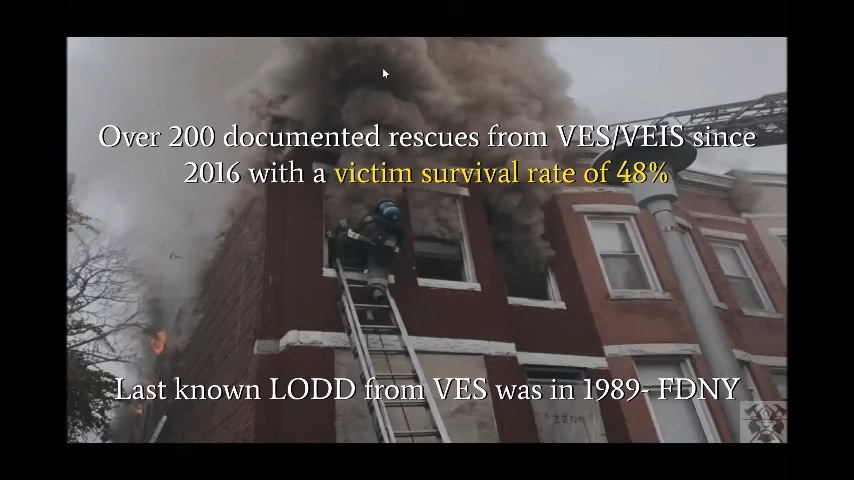 Over 200 documented rescues from VES/VEIS since
2016 with a victim survival rate of 48%
Last known LODD from VES was in 1989- FDNY